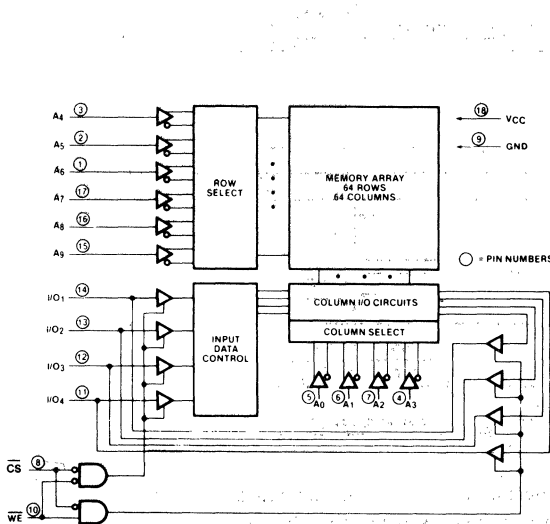 A4 3
A5 2
A6 1
A7 17
A8 16
A9 15
ROW
SELECT
MEMORY ARRAY
64 ROWS
64 COLUMNS
18 VCC
9 GND
= PIN NUMBERS
I/O1 14
I/O2 13
I/O3 12
I/O4 11
INPUT
DATA
CONTROL
COLUMN I/O CIRCUITS
COLUMN SELECT
5 A0
6 A1
7 A2
4 A3
CS 8
WE 10